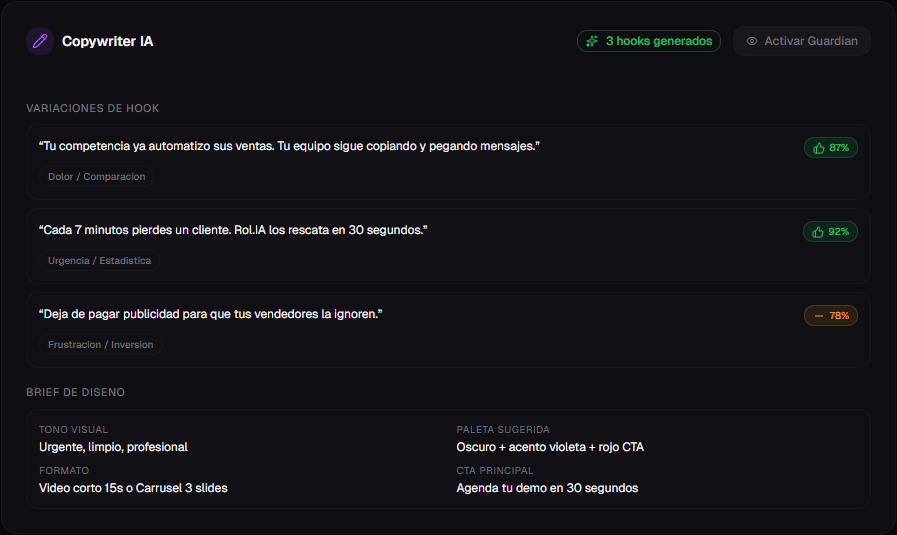 Copywriter IA
3 hooks generados
Activar Guardian
VARIACIONES DE HOOK
“Tu competencia ya automatizo sus ventas. Tu equipo sigue copiando y pegando mensajes.”
87%
Dolor / Comparacion
“Cada 7 minutos pierdes un cliente. Rol.IA los rescata en 30 segundos.”
92%
Urgencia / Estadistica
“Deja de pagar publicidad para que tus vendedores la ignoren.”
78%
Frustracion / Inversion
BRIEF DE DISENO
TONO VISUAL
Urgente, limpio, profesional
PALETA SUGERIDA
Oscuro + acento violeta + rojo CTA
FORMATO
Video corto 15s o Carrusel 3 slides
CTA PRINCIPAL
Agenda tu demo en 30 segundos